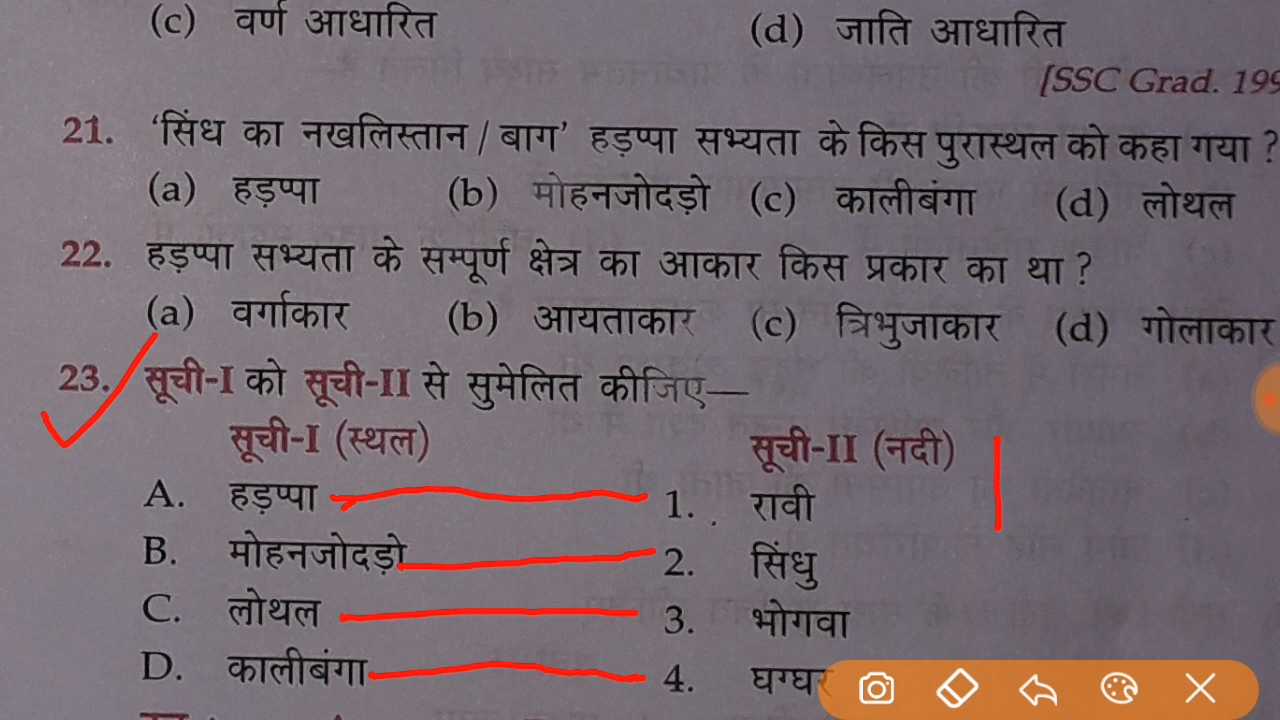 (c) वर्ण आधारित (d) जाति आधारित
[SSC Grad. 199
21. 'सिंध का नखलिस्तान / बाग' हड़प्पा सभ्यता के किस पुरास्थल को कहा गया ?
(a) हड़प्पा (b) मोहनजोदड़ो (c) कालीबंगा (d) लोथल
22. हड़प्पा सभ्यता के सम्पूर्ण क्षेत्र का आकार किस प्रकार का था ?
(a) वर्गाकार (b) आयताकार (c) त्रिभुजाकार (d) गोलाकार
23. सूची-I को सूची-II से सुमेलित कीजिए—
सूची-I (स्थल) सूची-II (नदी)
A. हड़प्पा 1. रावी
B. मोहनजोदड़ो 2. सिंधु
C. लोथल 3. भोगवा
D. कालीबंगा 4. घग्घर